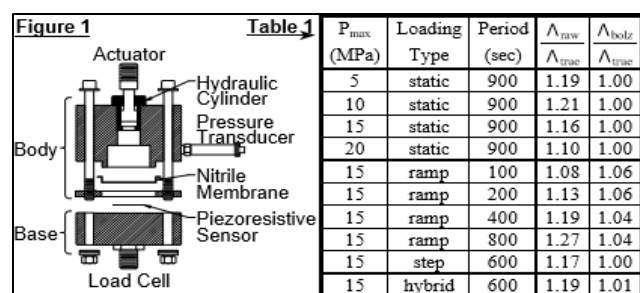 Figure 1
Table 1
Actuator
Hydraulic
Cylinder
Pressure
Transducer
Body
Nitrile
Membrane
Piezoresistive
Sensor
Base
Load Cell
Pmax Loading Period Λraw Λbolz
(MPa) Type (sec) Λtrue Λtrue
5 static 900 1.19 1.00
10 static 900 1.21 1.00
15 static 900 1.16 1.00
20 static 900 1.10 1.00
15 ramp 100 1.08 1.06
15 ramp 200 1.13 1.06
15 ramp 400 1.19 1.04
15 ramp 800 1.27 1.04
15 step 600 1.17 1.00
15 hybrid 600 1.19 1.01